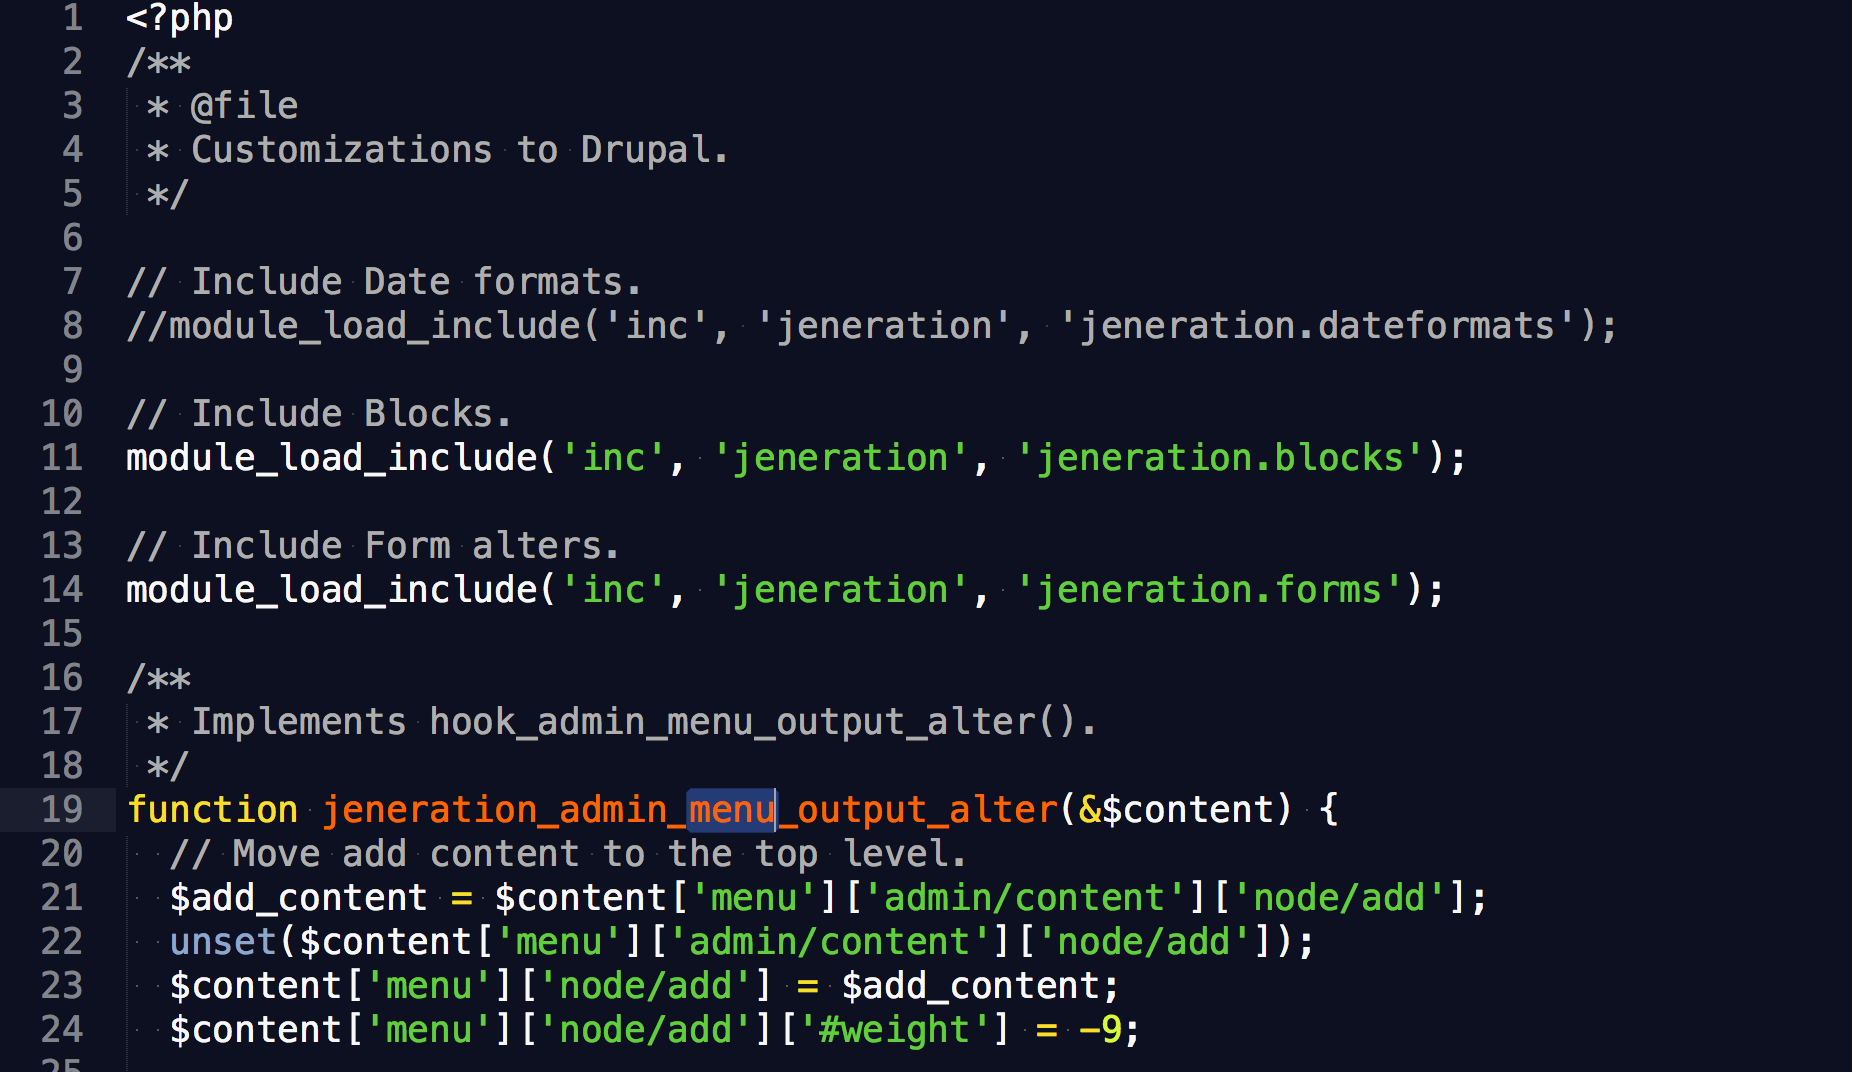 1 <?php
2 /**
3  * @file
4  * Customizations to Drupal.
5  */
6
7 // Include Date formats.
8 //module_load_include('inc', 'jeneration', 'jeneration.dateformats');
9
10 // Include Blocks.
11 module_load_include('inc', 'jeneration', 'jeneration.blocks');
12
13 // Include Form alters.
14 module_load_include('inc', 'jeneration', 'jeneration.forms');
15
16 /**
17  * Implements hook_admin_menu_output_alter().
18  */
19 function jeneration_admin_menu_output_alter(&$content) {
20   // Move add content to the top level.
21   $add_content = $content['menu']['admin/content']['node/add'];
22   unset($content['menu']['admin/content']['node/add']);
23   $content['menu']['node/add'] = $add_content;
24   $content['menu']['node/add']['#weight'] = -9;
25